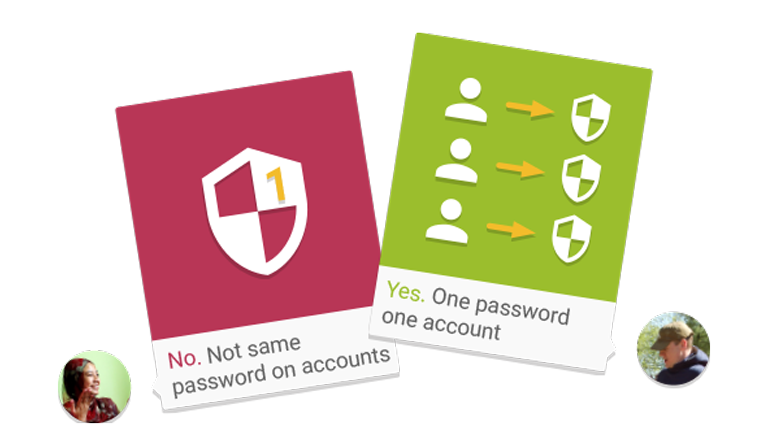 1
No. Not same
password on accounts
Yes. One password
one account